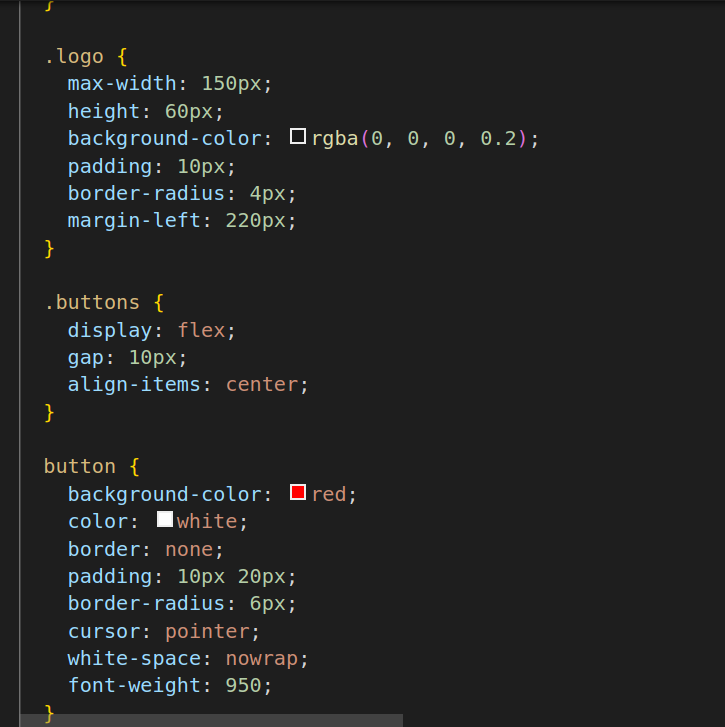 }
.logo {
max-width: 150px;
height: 60px;
background-color: rgba(0, 0, 0, 0.2);
padding: 10px;
border-radius: 4px;
margin-left: 220px;
}
.buttons {
display: flex;
gap: 10px;
align-items: center;
}
button {
background-color: red;
color: white;
border: none;
padding: 10px 20px;
border-radius: 6px;
cursor: pointer;
white-space: nowrap;
font-weight: 950;
}